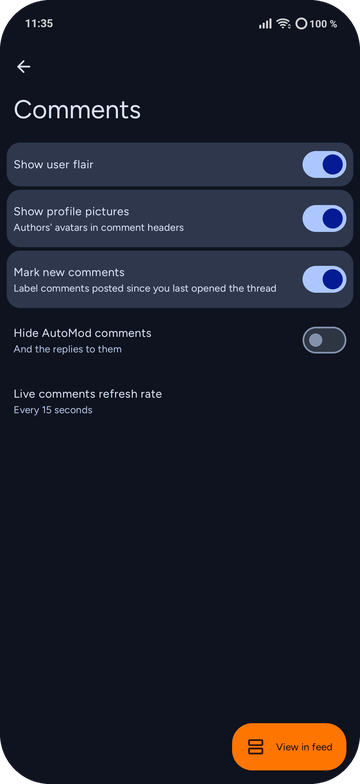 11:35
100 %
Comments
Show user flair
Show profile pictures
Authors' avatars in comment headers
Mark new comments
Label comments posted since you last opened the thread
Hide AutoMod comments
And the replies to them
Live comments refresh rate
Every 15 seconds
View in feed